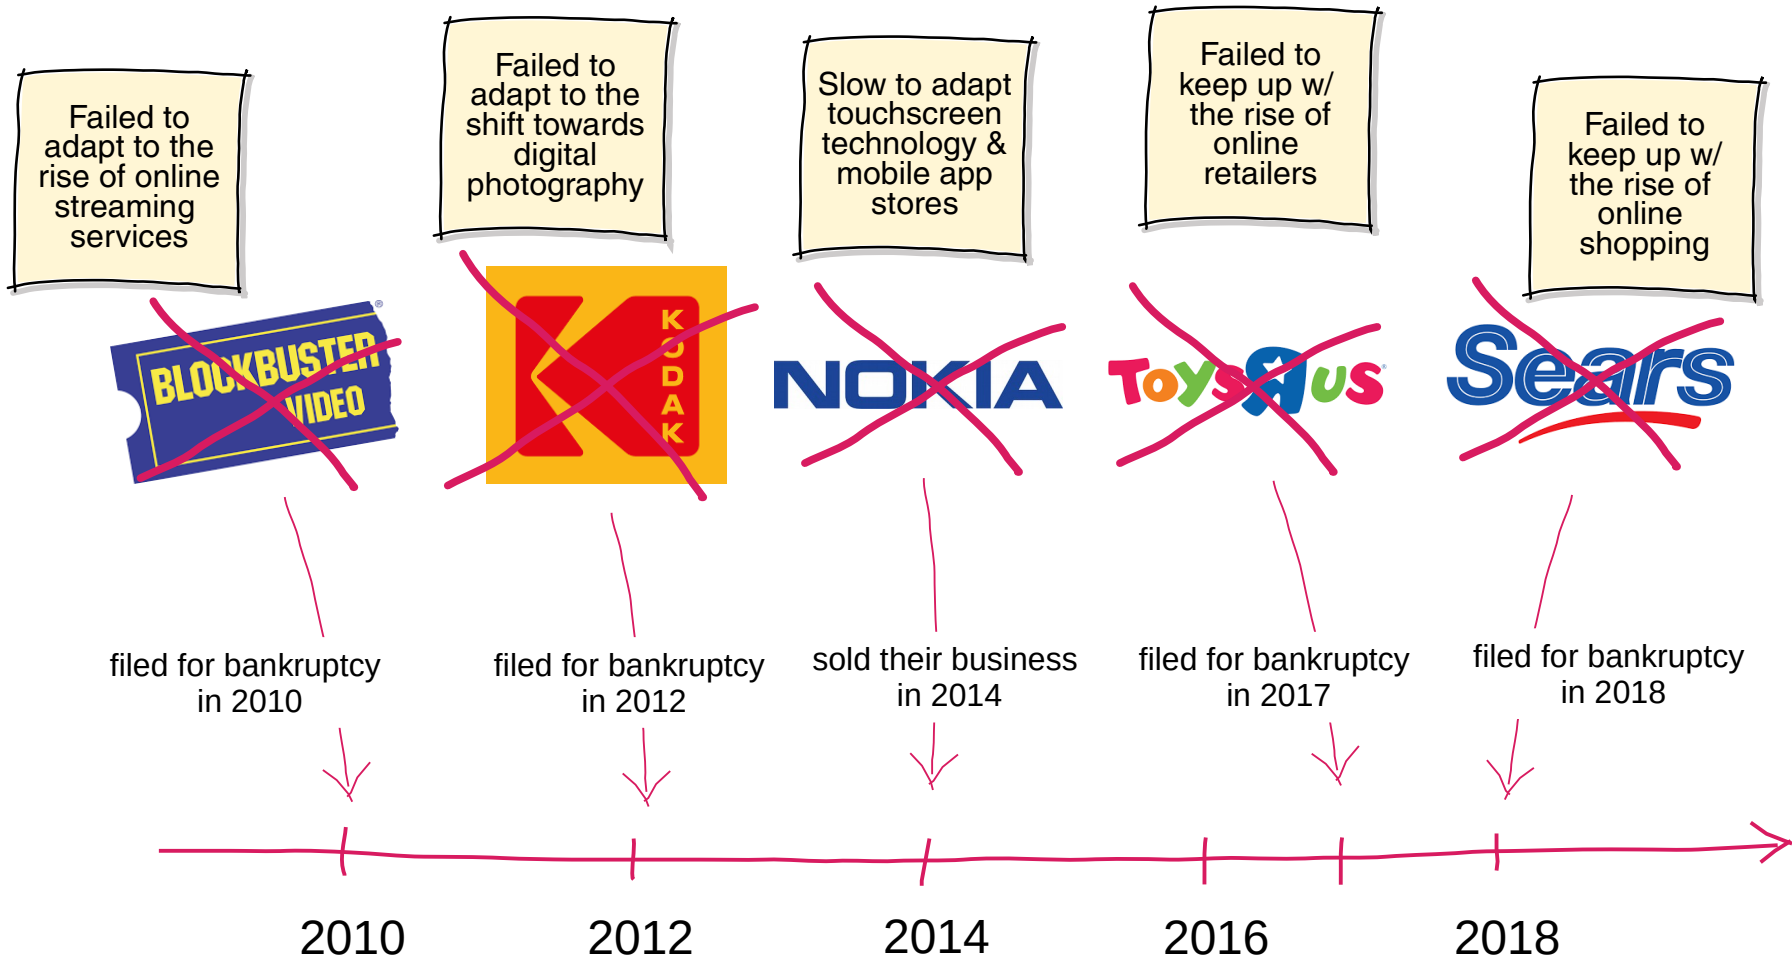 Failed to
adapt to the
rise of online
streaming
services
Failed to
adapt to the
shift towards
digital
photography
Slow to adapt
touchscreen
technology &
mobile app
stores
Failed to
keep up w/
the rise of
online
retailers
Failed to
keep up w/
the rise of
online
shopping
BLOCKBUSTER®
VIDEO
KODAK
NOKIA
TOYSRUS®
Sears
filed for bankruptcy
in 2010
filed for bankruptcy
in 2012
sold their business
in 2014
filed for bankruptcy
in 2017
filed for bankruptcy
in 2018
2010
2012
2014
2016
2018